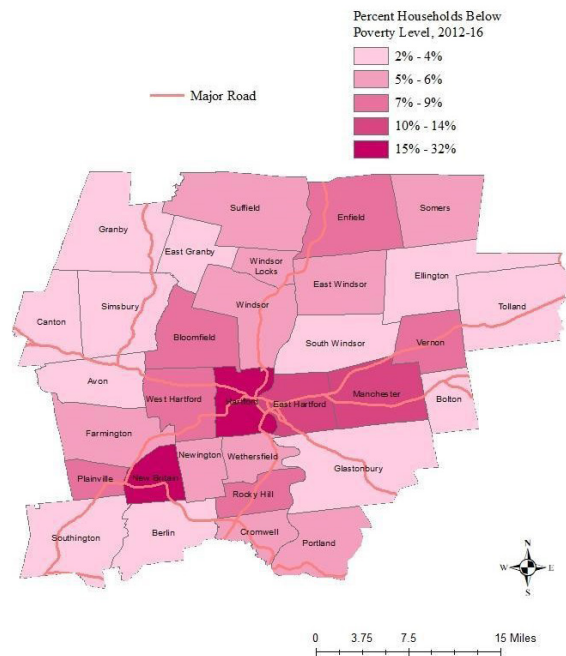 Percent Households Below
Poverty Level, 2012-16
2% - 4%
Major Road
5% - 6%
7% - 9%
10% - 14%
15% - 32%
Granby
Suffield
Enfield
Somers
East Granby
Windsor
Locks
East Windsor
Ellington
Tolland
Canton
Simsbury
Windsor
Bloomfield
South Windsor
Vernon
Avon
West Hartford
Hartford
East Hartford
Manchester
Bolton
Farmington
Newington
Wethersfield
Glastonbury
Plainville
New Britain
Rocky Hill
Southington
Berlin
Cromwell
Portland
N
W
E
S
0
3.75
7.5
15 Miles